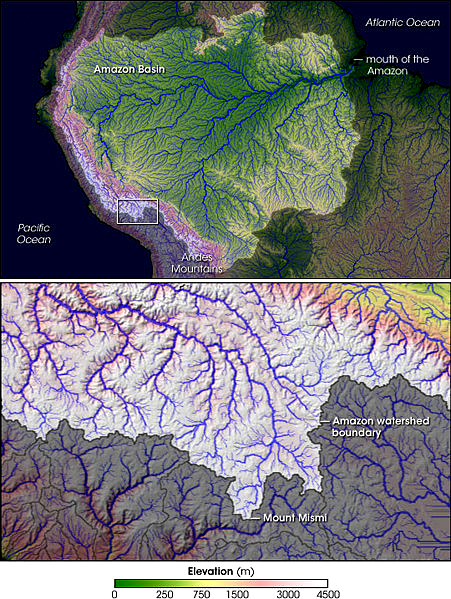 Atlantic Ocean
mouth of the
Amazon
Amazon Basin
Pacific
Ocean
Andes
Mountains
Amazon watershed
boundary
Mount Mismi
Elevation (m)
0 250 750 1500 3000 4500